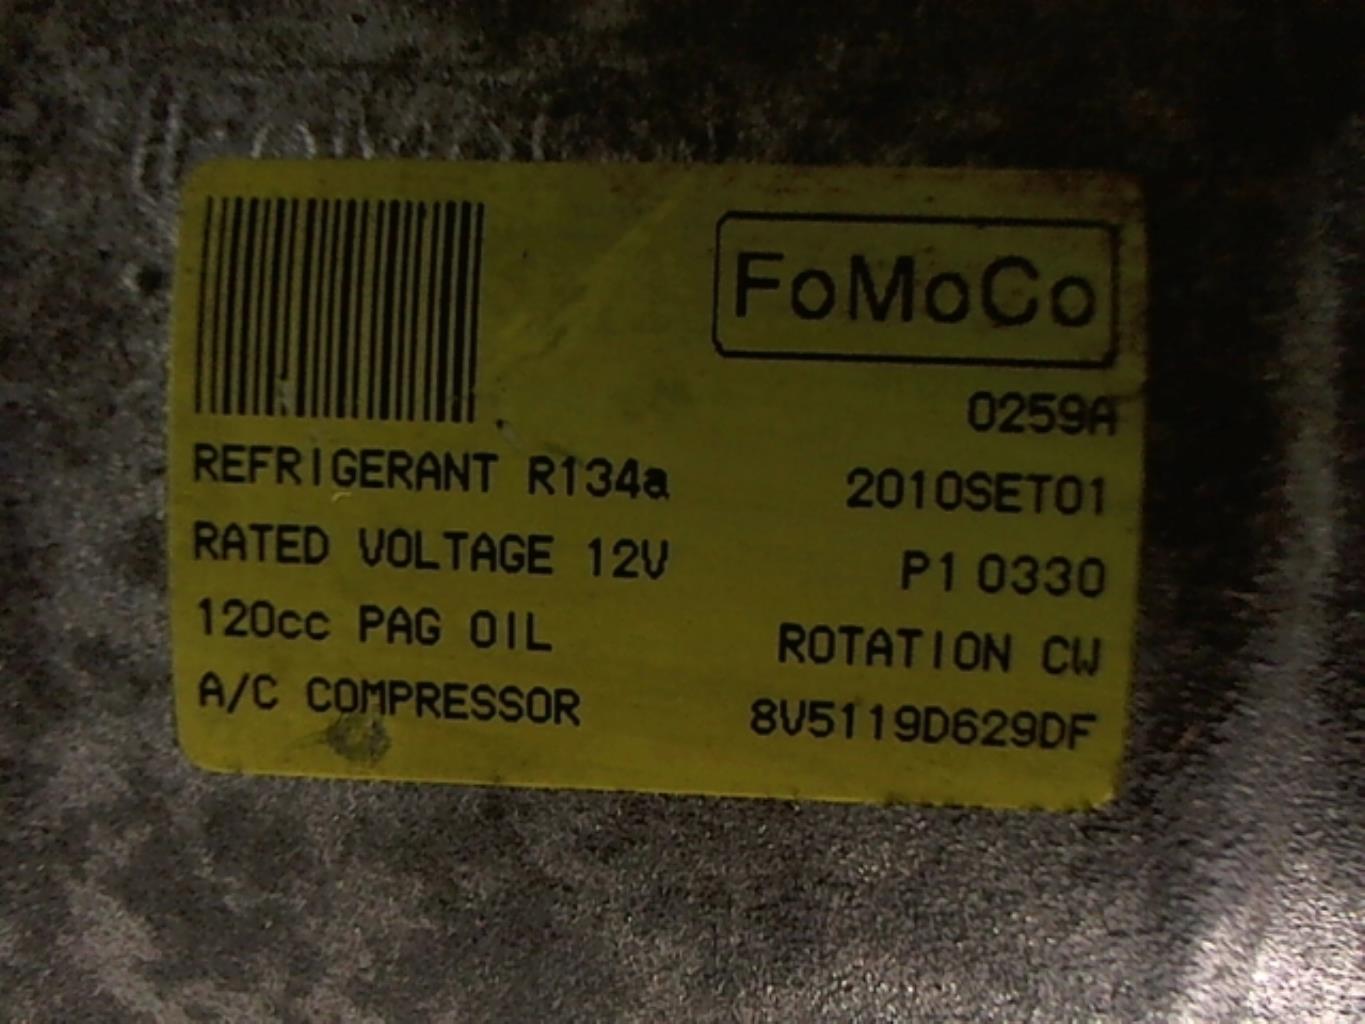 FoMoCo
0259A
REFRIGERANT R134a 2010SET01
RATED VOLTAGE 12V P1 0330
120cc PAG OIL ROTATION CW
A/C COMPRESSOR 8V5119D629DF